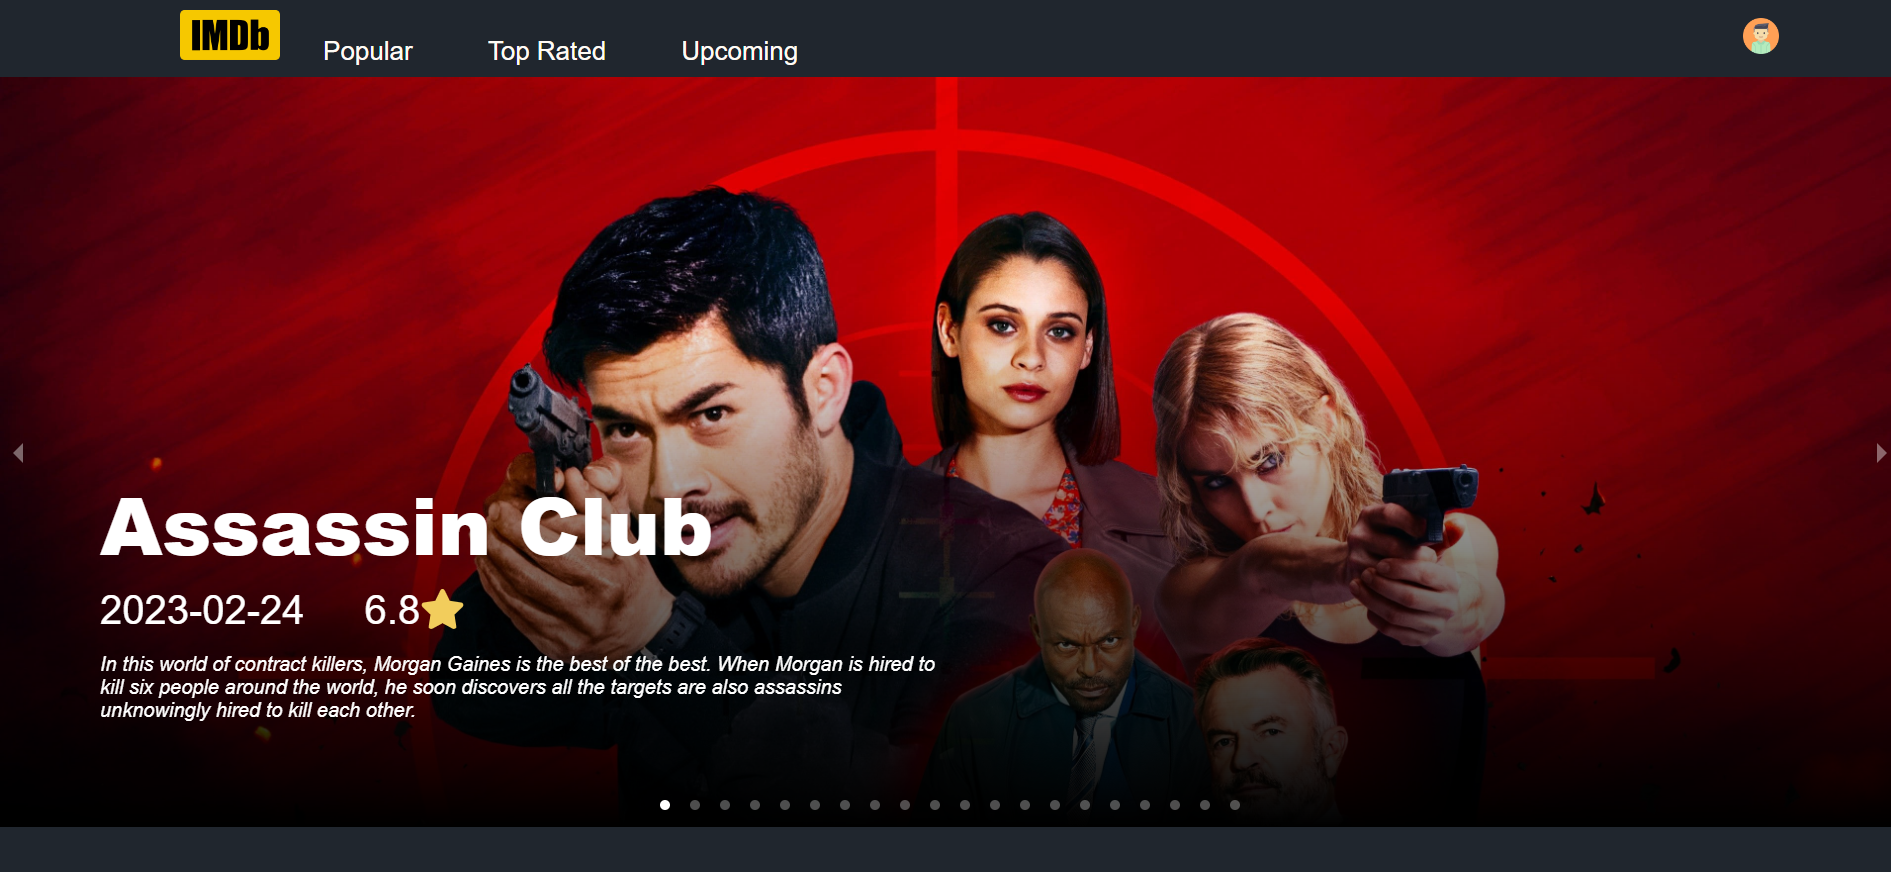 IMDb
Popular
Top Rated
Upcoming
Assassin Club
2023-02-24 6.8
In this world of contract killers, Morgan Gaines is the best of the best. When Morgan is hired to
kill six people around the world, he soon discovers all the targets are also assassins
unknowingly hired to kill each other.